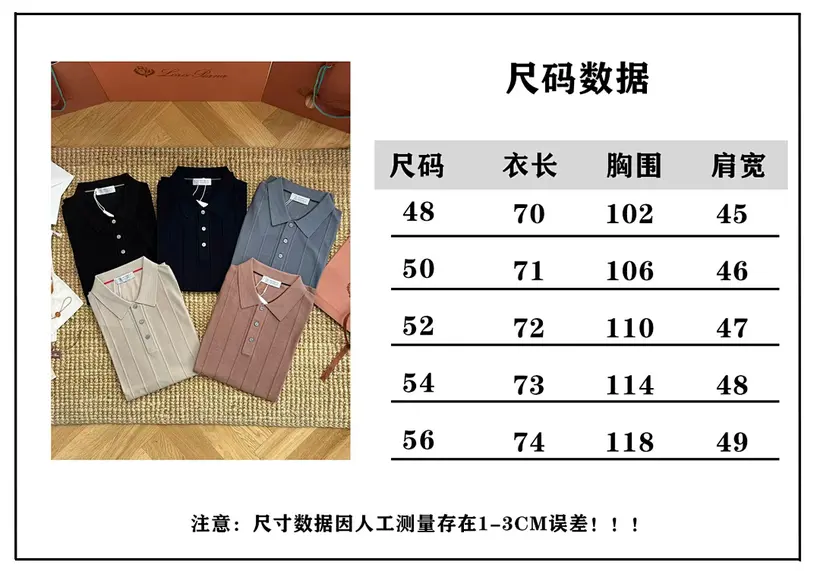 Loro Piana
尺码数据
尺码 衣长 胸围 肩宽
48 70 102 45
50 71 106 46
52 72 110 47
54 73 114 48
56 74 118 49
注意：尺寸数据因人工测量存在1-3CM误差！！！